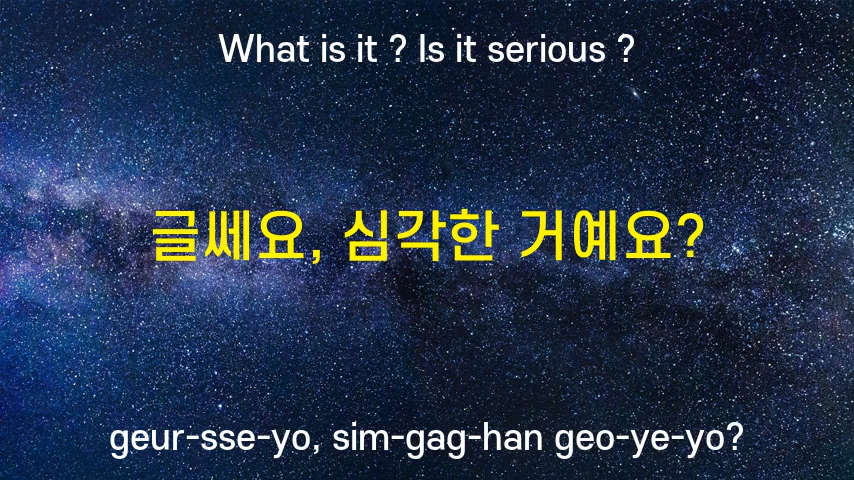 What is it ? Is it serious ?
글쎄요, 심각한 거예요?
geur-sse-yo, sim-gag-han geo-ye-yo?